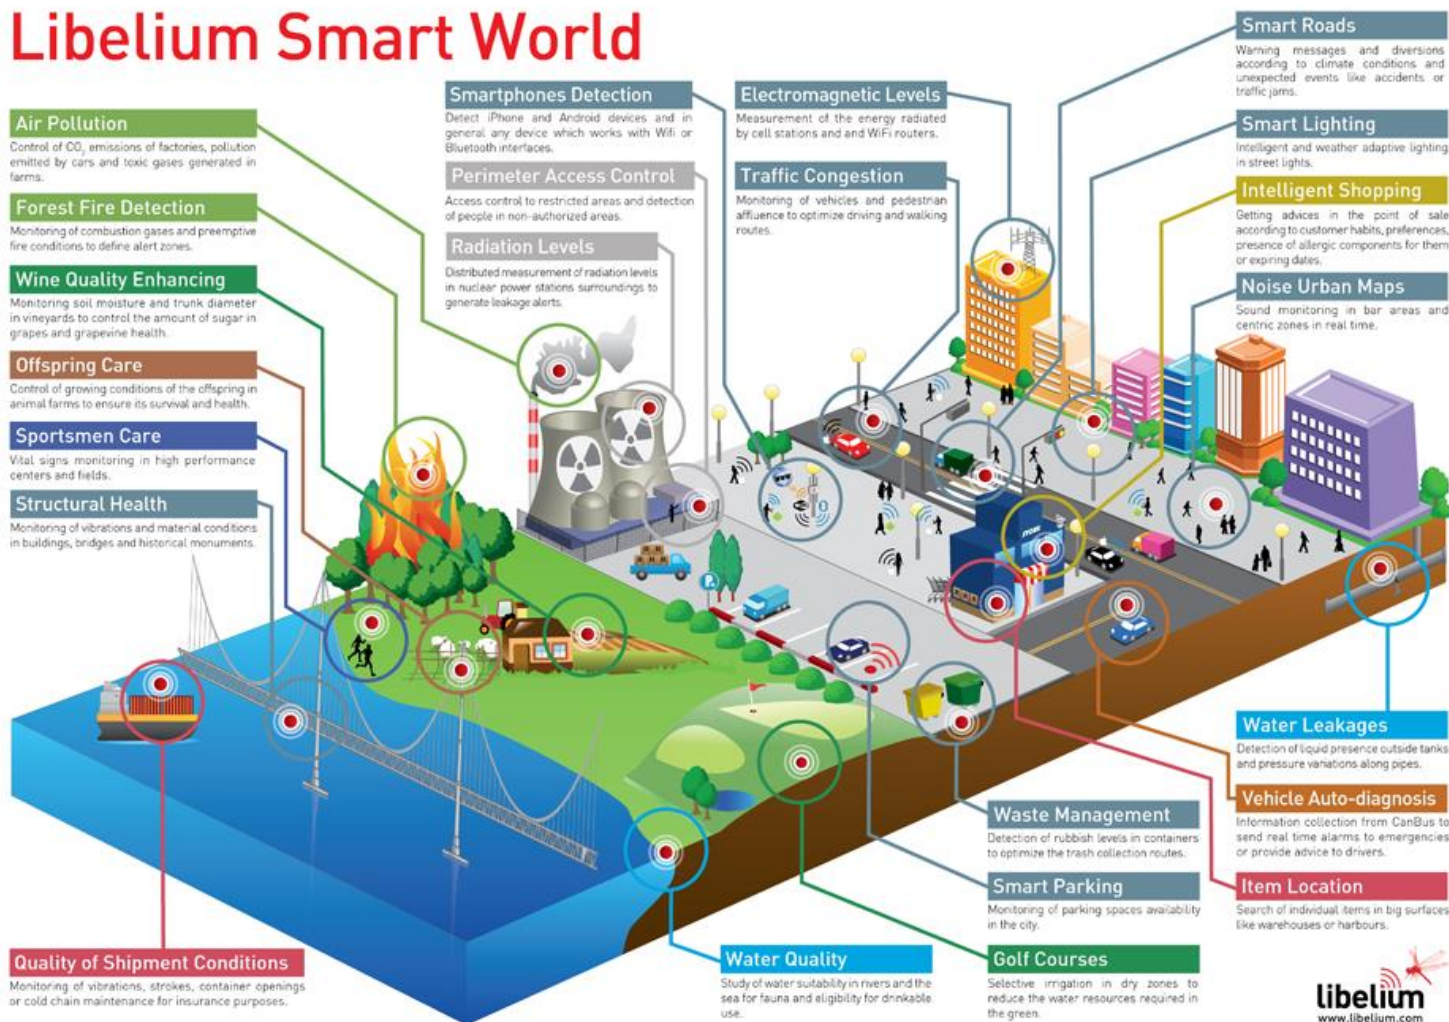 Libelium Smart World
Air Pollution
Control of CO₂ emissions of factories, pollution
emitted by cars and toxic gases generated in
farms.
Forest Fire Detection
Monitoring of combustion gases and preemptive
fire conditions to define alert zones.
Wine Quality Enhancing
Monitoring soil moisture and trunk diameter
in vineyards to control the amount of sugar in
grapes and grapevine health.
Offspring Care
Control of growing conditions of the offspring in
animal farms to ensure its survival and health.
Sportsmen Care
Vital signs monitoring in high performance
centers and fields.
Structural Health
Monitoring of vibrations and material conditions
in buildings, bridges and historical monuments.
Quality of Shipment Conditions
Monitoring of vibrations, strokes, container openings
or cold chain maintenance for insurance purposes.
Smartphones Detection
Detect iPhone and Android devices and in
general any device which works with Wifi or
Bluetooth interfaces.
Perimeter Access Control
Access control to restricted areas and detection
of people in non-authorized areas.
Radiation Levels
Distributed measurement of radiation levels
in nuclear power stations surroundings to
generate leakage alerts.
Electromagnetic Levels
Measurement of the energy radiated
by cell stations and and WiFi routers.
Traffic Congestion
Monitoring of vehicles and pedestrian
affluence to optimize driving and walking
routes.
Smart Roads
Warning messages and diversions
according to climate conditions and
unexpected events like accidents or
traffic jams.
Smart Lighting
Intelligent and weather adaptive lighting
in street lights.
Intelligent Shopping
Getting advices in the point of sale
according to customer habits, preferences,
presence of allergic components for them
or expiring dates.
Noise Urban Maps
Sound monitoring in bar areas and
centric zones in real time.
P
Water Leakages
Detection of liquid presence outside tanks
and pressure variations along pipes.
Vehicle Auto-diagnosis
Information collection from CanBus to
send real time alarms to emergencies
or provide advice to drivers.
Item Location
Search of individual items in big surfaces
like warehouses or harbours.
Waste Management
Detection of rubbish levels in containers
to optimize the trash collection routes.
Smart Parking
Monitoring of parking spaces availability
in the city.
Golf Courses
Selective irrigation in dry zones to
reduce the water resources required in
the green.
Water Quality
Study of water suitability in rivers and the
sea for fauna and eligibility for drinkable
use.
libelium
www.libelium.com